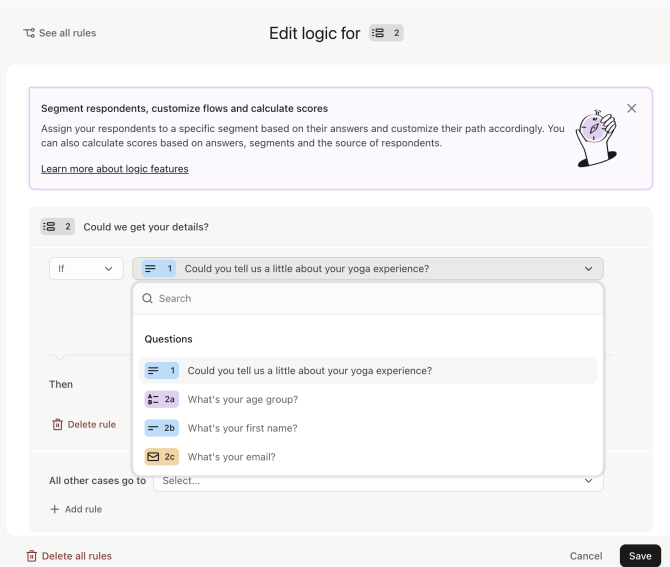 See all rules
Edit logic for 2
Segment respondents, customize flows and calculate scores
Assign your respondents to a specific segment based on their answers and customize their path accordingly. You
can also calculate scores based on answers, segments and the source of respondents.
Learn more about logic features
2 Could we get your details?
If
1 Could you tell us a little about your yoga experience?
Search
Questions
1 Could you tell us a little about your yoga experience?
Then
2a What's your age group?
Delete rule
2b What's your first name?
2c What's your email?
All other cases go to Select...
Add rule
Delete all rules
Cancel
Save